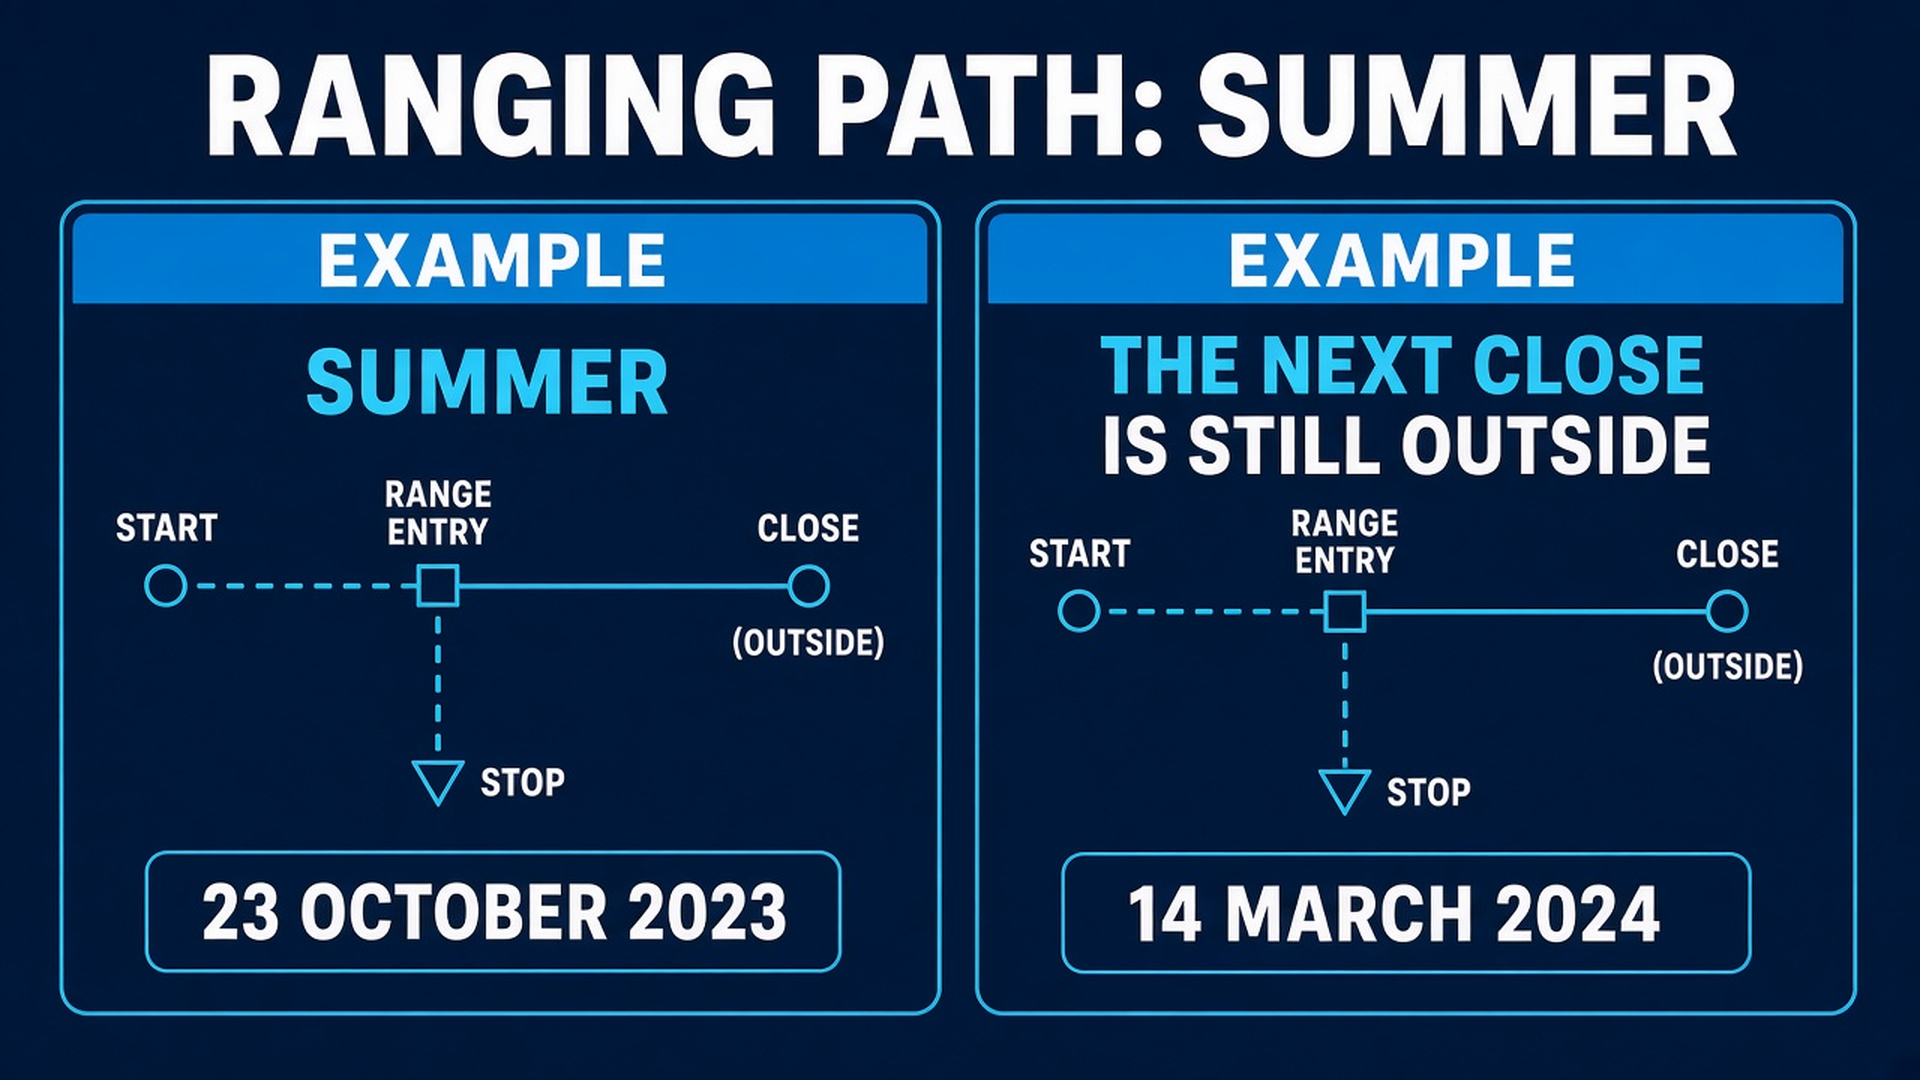 RANGING PATH: SUMMER
EXAMPLE
SUMMER
START
RANGE
ENTRY
CLOSE
(OUTSIDE)
STOP
23 OCTOBER 2023
EXAMPLE
THE NEXT CLOSE
IS STILL OUTSIDE
START
RANGE
ENTRY
CLOSE
(OUTSIDE)
STOP
14 MARCH 2024